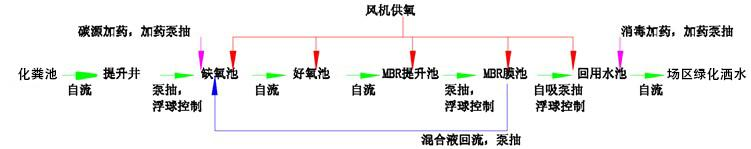 风机供氧
碳源加药，加药泵抽
消毒加药，加药泵抽
化粪池
提升井
缺氧池
好氧池
MBR提升池
MBR膜池
回用水池
场区绿化洒水
自流
泵抽，
浮球控制
自流
自流
泵抽，
浮球控制
自吸泵抽
浮球控制
自流
混合液回流，泵抽